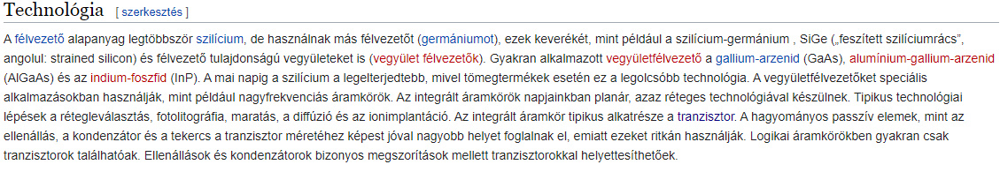 Technológia [ szerkesztés ]
A félvezető alapanyag legtöbbször szilícium, de használnak más félvezetőt (germániumot), ezek keverékét, mint például a szilícium-germánium , SiGe („feszített szilíciumrács”,
angolul: strained silicon) és félvezető tulajdonságú vegyületeket is (vegyület félvezetők). Gyakran alkalmazott vegyületfélvezető a gallium-arzenid (GaAs), alumínium-gallium-arzenid
(AlGaAs) és az indium-foszfid (InP). A mai napig a szilícium a legelterjedtebb, mivel tömegtermékek esetén ez a legolcsóbb technológia. A vegyületfélvezetőket speciális
alkalmazásokban használják, mint például nagyfrekvenciás áramkörök. Az integrált áramkörök napjainkban planár, azaz réteges technológiával készülnek. Tipikus technológiai
lépések a rétegleválasztás, fotolitográfia, maratás, a diffúzió és az ionimplantáció. Az integrált áramkör tipikus alkatrésze a tranzisztor. A hagyományos passzív elemek, mint az
ellenállás, a kondenzátor és a tekercs a tranzisztor méretéhez képest jóval nagyobb helyet foglalnak el, emiatt ezeket ritkán használják. Logikai áramkörökben gyakran csak
tranzisztorok találhatóak. Ellenállások és kondenzátorok bizonyos megszorítások mellett tranzisztorokkal helyettesíthetőek.